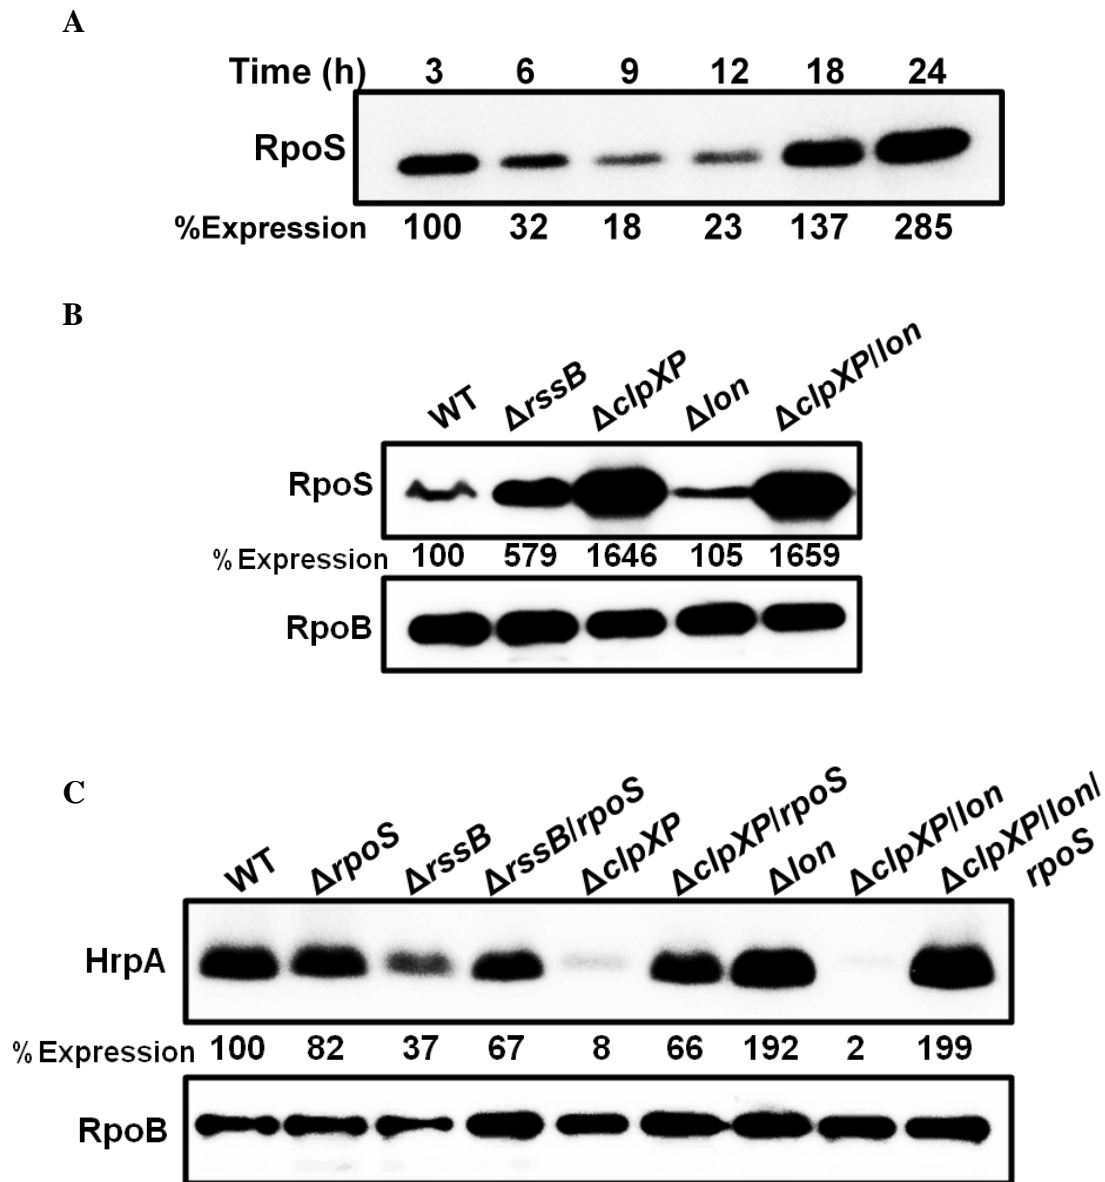 A
Time (h) 3 6 9 12 18 24
RpoS
%Expression 100 32 18 23 137 285
B
WT ΔrssB ΔclpXP Δlon ΔclpXP/lon
RpoS
% Expression 100 579 1646 105 1659
RpoB
C
WT ΔrpoS ΔrssB ΔrssB/rpoS ΔclpXP ΔclpXP/rpoS Δlon ΔclpXP/lon ΔclpXP/lon/
rpoS
HrpA
% Expression 100 82 37 67 8 66 192 2 199
RpoB